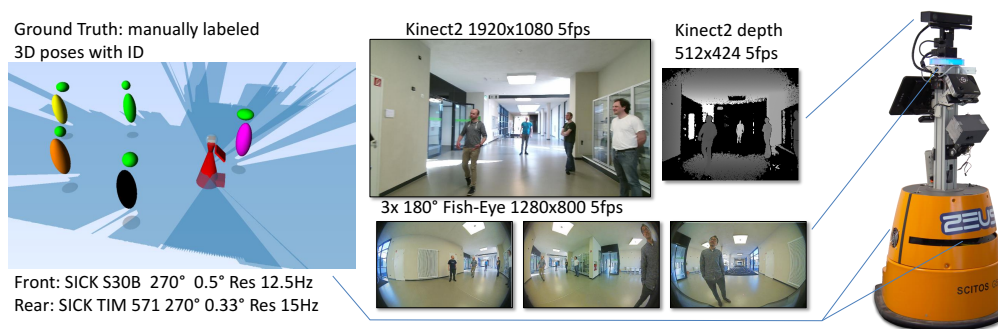 Ground Truth: manually labeled
3D poses with ID
Kinect2 1920x1080 5fps
Kinect2 depth
512x424 5fps
3x 180° Fish-Eye 1280x800 5fps
Front: SICK S30B 270° 0.5° Res 12.5Hz
Rear: SICK TIM 571 270° 0.33° Res 15Hz
ZEUS
SCITOS